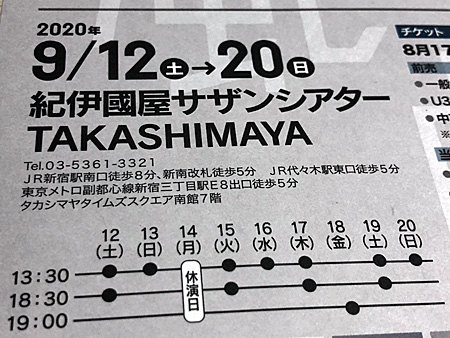 2020年
9/12(土)→20(日)
紀伊國屋サザンシアター
TAKASHIMAYA
Tel.03-5361-3321
JR新宿駅南口徒歩8分、新南改札徒歩5分 JR代々木駅東口徒歩5分
東京メトロ副都心線新宿三丁目駅E8出口徒歩5分
タカシマヤタイムズスクエア南館7階
12 13 14 15 16 17 18 19 20
(土) (日) (月) (火) (水) (木) (金) (土) (日)
13:30
18:30
19:00
休演日
チケット
8月17
前売
一般
U3
中
※
当